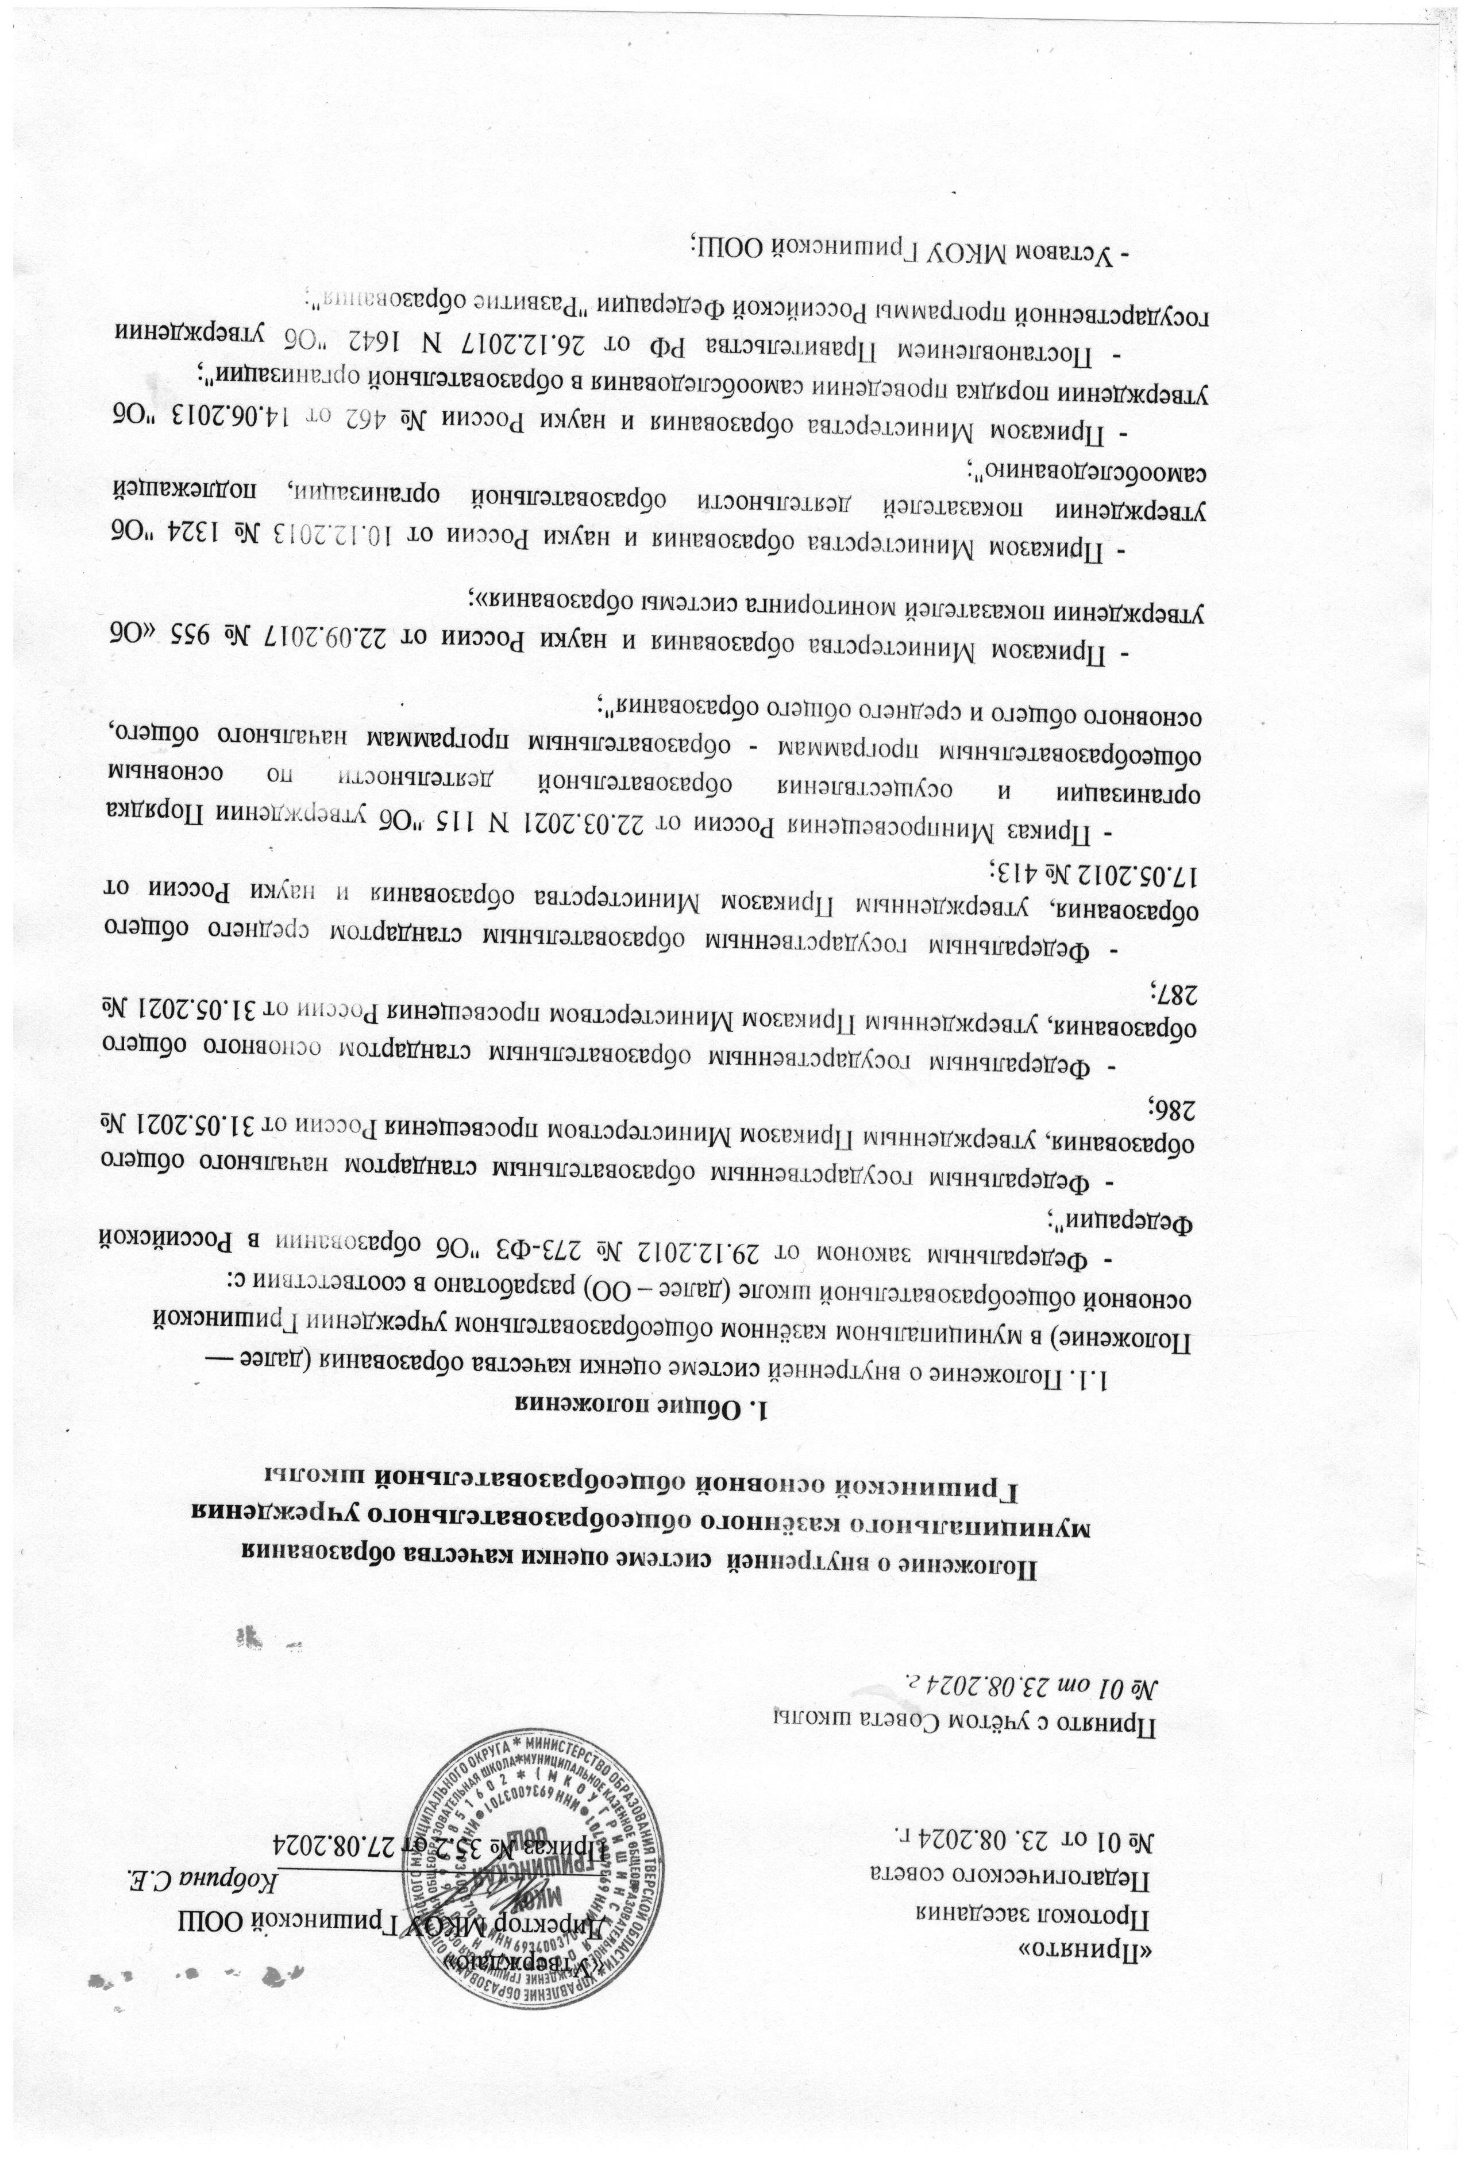 «Принято»
Протокол заседания
Педагогического совета
№ 01 от 23. 08.2024 г.
«Утверждаю»
Директор МКОУ Гришинской ООШ
Кобрина С.Е.
Приказ № 35.2 от 27.08.2024
МКОУ
ГРИШИНСКАЯ
ООШ
Принято с учётом Совета школы
№ 01 от 23.08.2024 г.
Положение о внутренней системе оценки качества образования
муниципального казённого общеобразовательного учреждения
Гришинской основной общеобразовательной школы
1. Общие положения
1.1. Положение о внутренней системе оценки качества образования (далее —
Положение) в муниципальном казённом общеобразовательном учреждении Гришинской
основной общеобразовательной школе (далее – ОО) разработано в соответствии с:
- Федеральным законом от 29.12.2012 № 273-ФЗ "Об образовании в Российской
Федерации";
- Федеральным государственным образовательным стандартом начального общего
образования, утвержденным Приказом Министерством просвещения России от 31.05.2021 №
286;
- Федеральным государственным образовательным стандартом основного общего
образования, утвержденным Приказом Министерством просвещения России от 31.05.2021 №
287;
- Федеральным государственным образовательным стандартом среднего общего
образования, утвержденным Приказом Министерства образования и науки России от
17.05.2012 № 413;
- Приказ Минпросвещения России от 22.03.2021 N 115 "Об утверждении Порядка
организации и осуществления образовательной деятельности по основным
общеобразовательным программам - образовательным программам начального общего,
основного общего и среднего общего образования";
- Приказом Министерства образования и науки России от 22.09.2017 № 955 «Об
утверждении показателей мониторинга системы образования»;
- Приказом Министерства образования и науки России от 10.12.2013 № 1324 "Об
утверждении показателей деятельности образовательной организации, подлежащей
самообследованию";
- Приказом Министерства образования и науки России № 462 от 14.06.2013 "Об
утверждении порядка проведении самообследования в образовательной организации";
- Постановлением Правительства РФ от 26.12.2017 N 1642 "Об утверждении
государственной программы Российской Федерации "Развитие образования";
- Уставом МКОУ Гришинской ООШ;